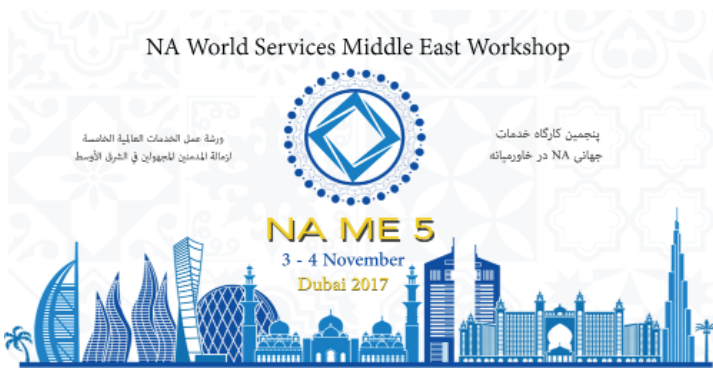 NA World Services Middle East Workshop
ورشة عمل الخدمات العالمية الخامسة
لزمالة المدمنين المجهولين في الشرق الأوسط
پنجمین کارگاه خدمات
جهانی NA در خاورمیانه
NA ME 5
3 - 4 November
Dubai 2017